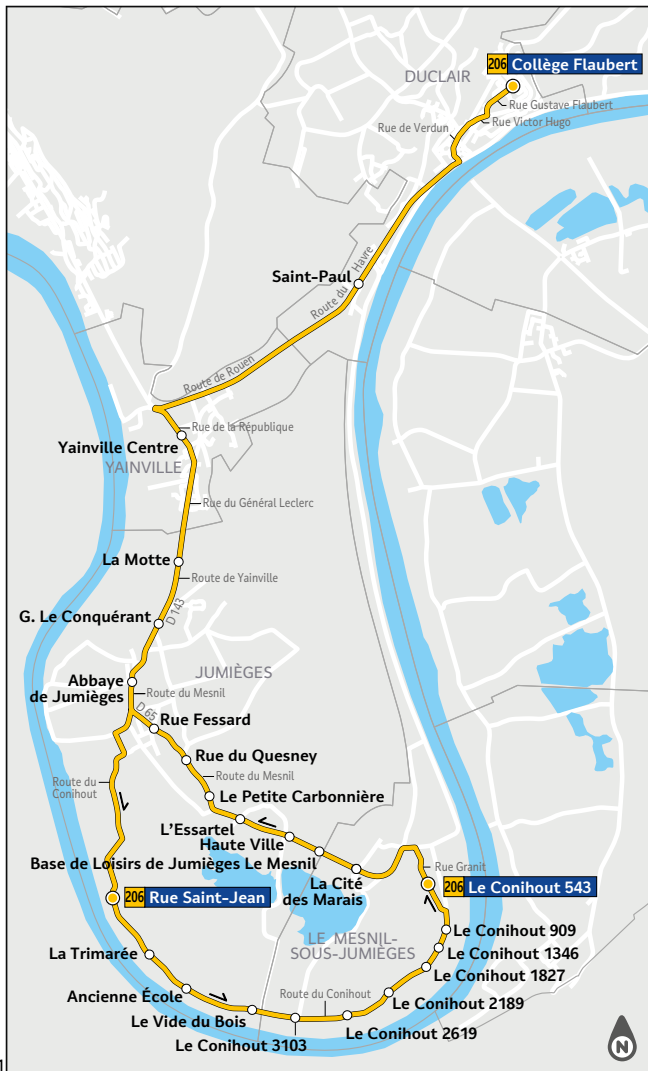 206 Collège Flaubert
DUCLAIR
Rue Gustave Flaubert
Rue Victor Hugo
Rue de Verdun
Saint-Paul
Route du Havre
Route de Rouen
Rue de la République
Yainville Centre
YAINVILLE
Rue du Général Leclerc
La Motte
Route de Yainville
G. Le Conquérant
D 143
JUMIÈGES
Abbaye
de Jumièges
Route du Mesnil
D 65
Rue Fessard
Rue du Quesney
Route du Mesnil
Route du
Conihout
Le Petite Carbonnière
L'Essartel
Haute Ville
Base de Loisirs de Jumièges Le Mesnil
Rue Granit
La Cité
des Marais
206 Le Conihout 543
206 Rue Saint-Jean
Le Conihout 909
LE MESNIL-
SOUS-JUMIÈGES
Le Conihout 1346
La Trimarée
Le Conihout 1827
Ancienne École
Route du Conihout
Le Conihout 2189
Le Vide du Bois
Le Conihout 2619
Le Conihout 3103
N